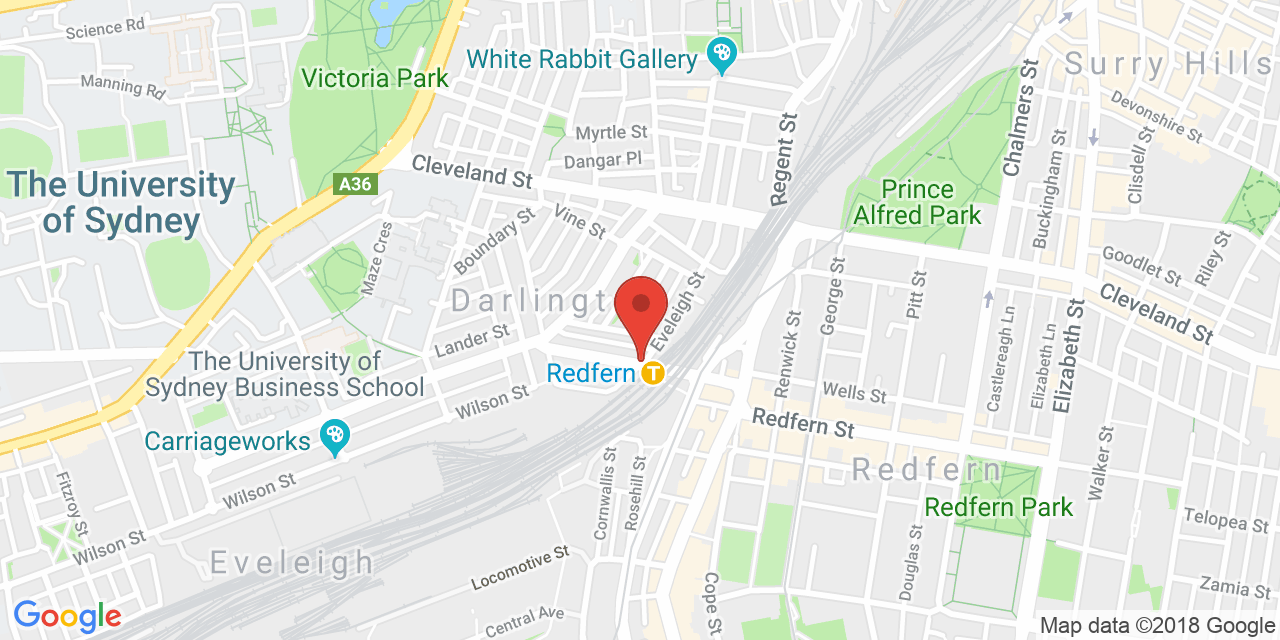 Science Rd
Manning Rd
Victoria Park
White Rabbit Gallery
Surry Hills
Devonshire St
Chalmers St
Buckingham St
Clisdell St
Regent St
Myrtle St
Dangar Pl
Cleveland St
A36
The University
of Sydney
Prince
Alfred Park
Boundary St
Vine St
Maze Cres
Goodlet St
Riley St
Cleveland St
George St
Pitt St
Darlingt
Eveleigh St
Renwick St
Castlereagh Ln
Elizabeth Ln
Elizabeth St
Lander St
The University of
Sydney Business School
Redfern
T
Wilson St
Wells St
Redfern St
Carriageworks
Redfern
Walker St
Fitzroy St
Wilson St
Cornwallis St
Rosehill St
Redfern Park
Telopea St
Wilson St
Eveleigh
Locomotive St
Douglas St
Zamia St
Cope St
Central Ave
Google
Map data ©2018 Google